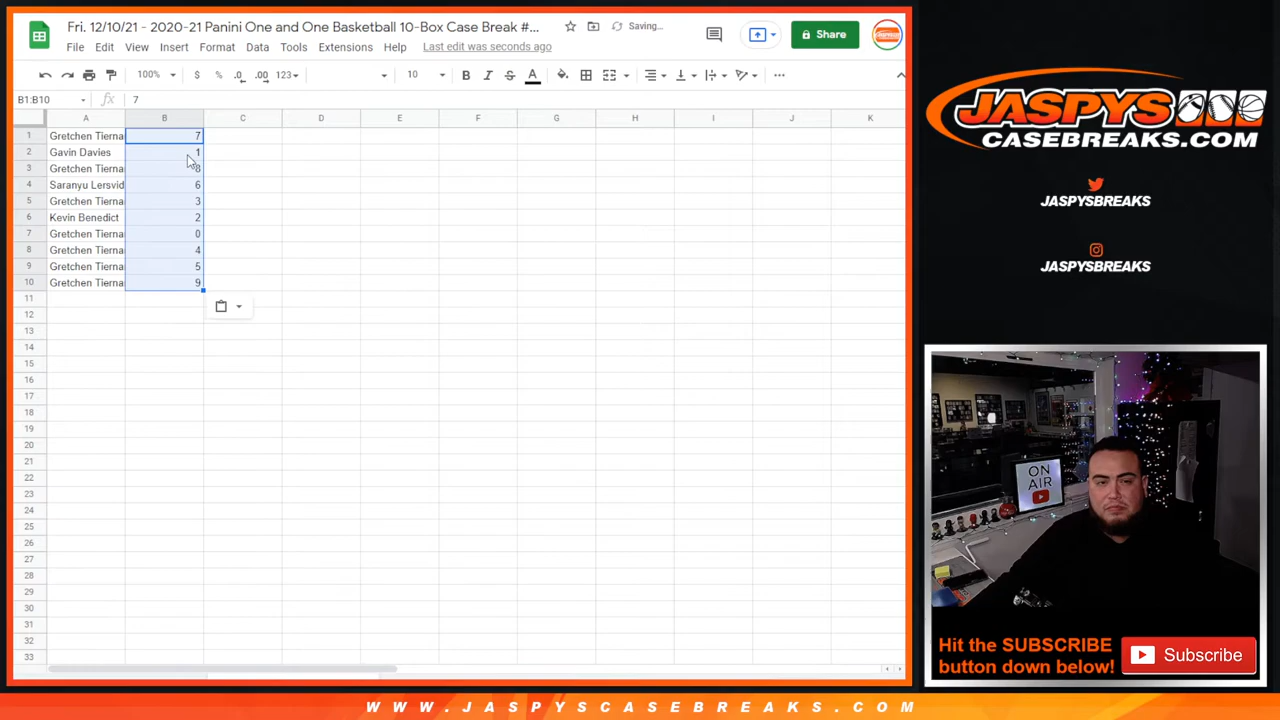 Fri. 12/10/21 - 2020-21 Panini One and One Basketball 10-Box Case Break #...
Saving...
Share
File Edit View Insert Format Data Tools Extensions Help Last edit was seconds ago
100% $ % .0 .00 123 10 B I S A
B1:B10 fx 7
A B C D E F G H I J K
1 Gretchen Tierna 7
2 Gavin Davies 1
3 Gretchen Tierna 8
4 Saranyu Lersvid 6
5 Gretchen Tierna 3
6 Kevin Benedict 2
7 Gretchen Tierna 0
8 Gretchen Tierna 4
9 Gretchen Tierna 5
10 Gretchen Tierna 9
11
12
13
14
15
16
17
18
19
20
21
22
23
24
25
26
27
28
29
30
31
32
33
JASPYS
CASEBREAKS.COM
JASPYSBREAKS
JASPYSBREAKS
ON
AIR
Hit the SUBSCRIBE
button down below!
Subscribe
WWW.JASPYSCASEBREAKS.COM